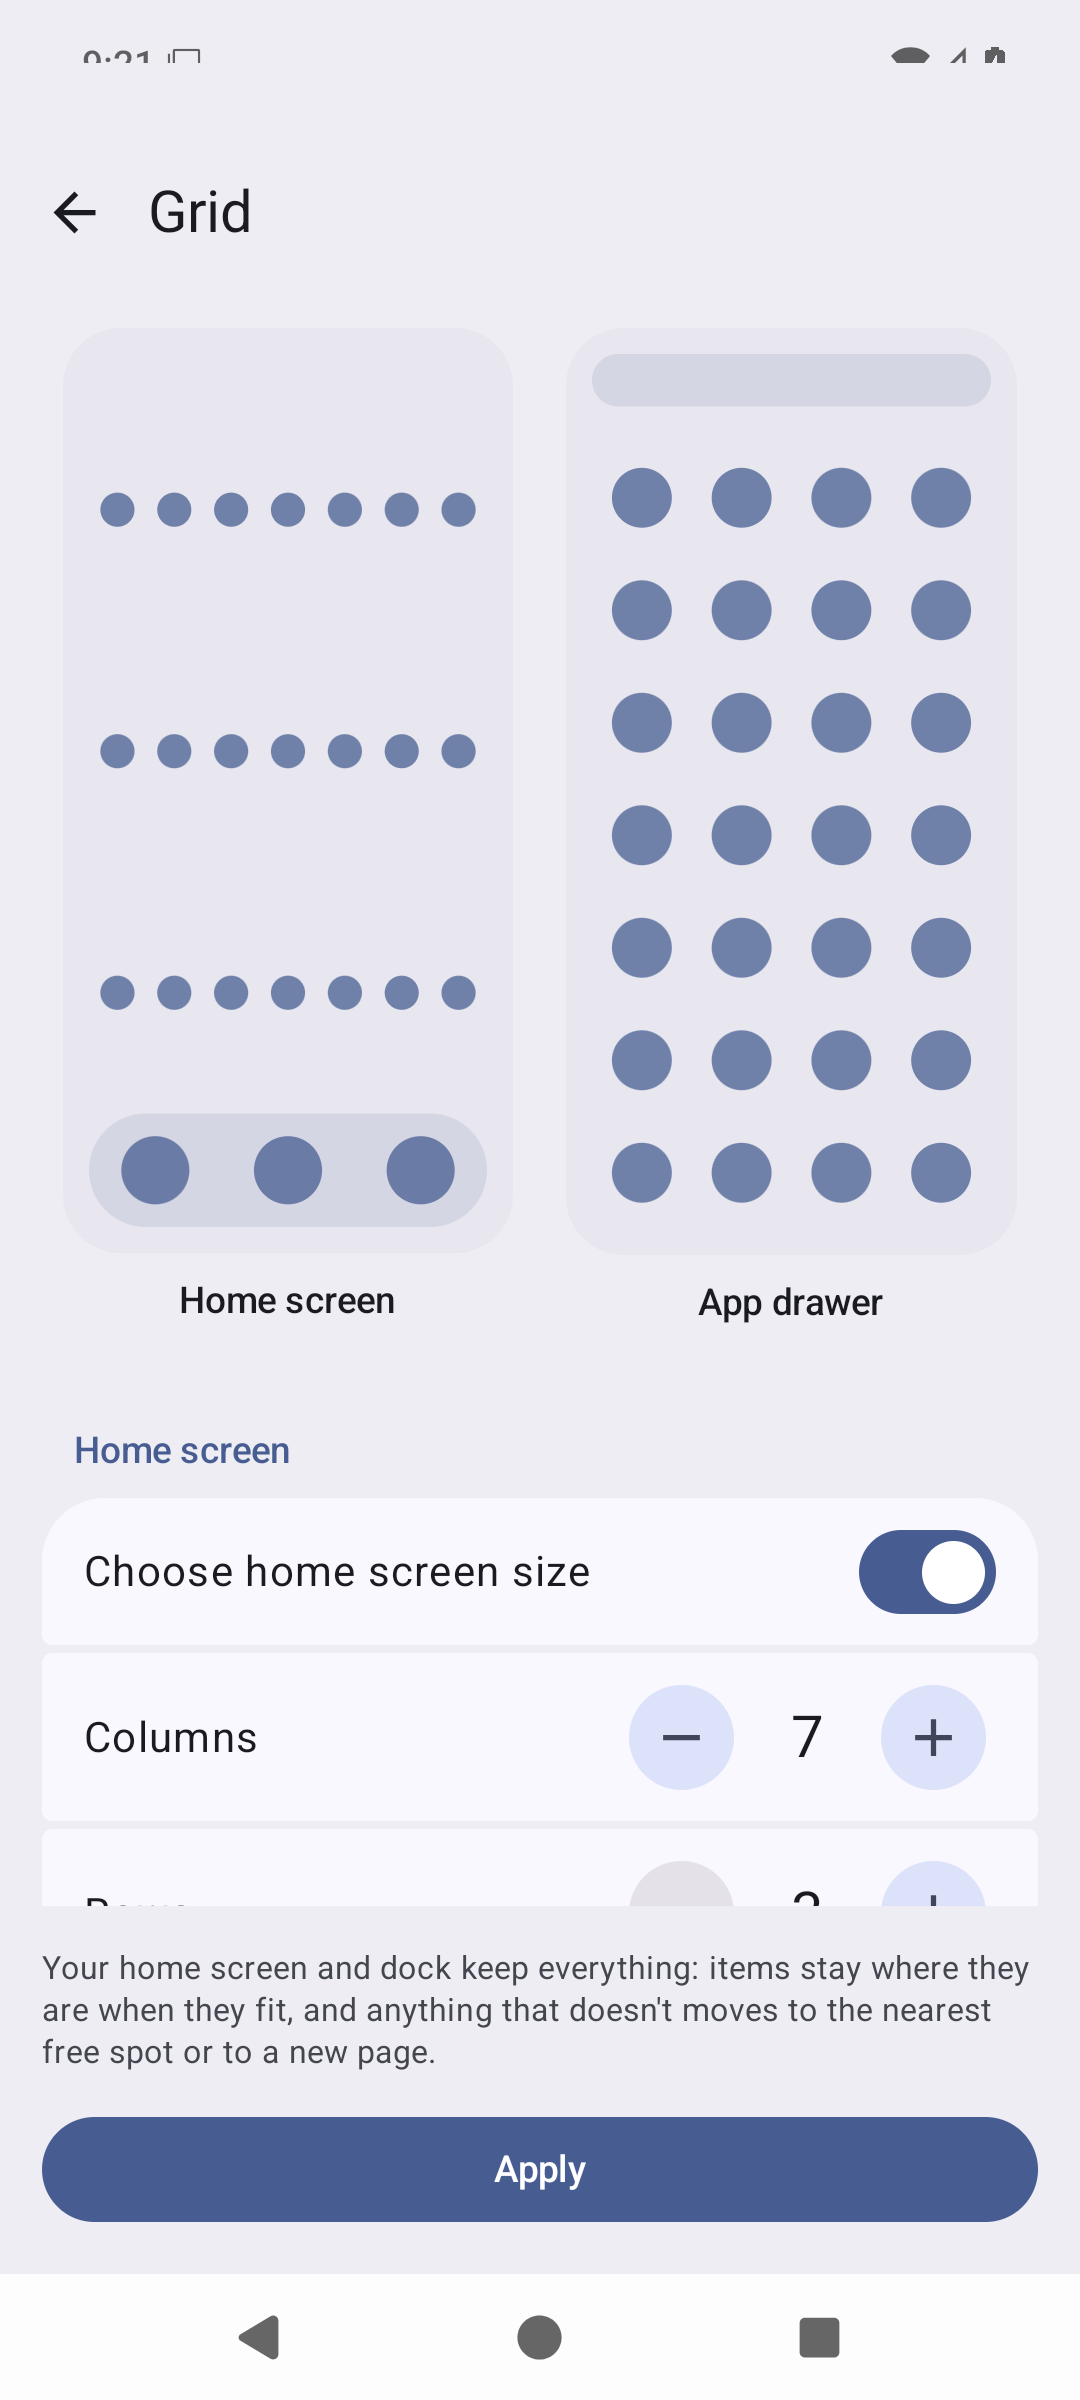 Grid
Home screen
App drawer
Home screen
Choose home screen size
Columns
7
Your home screen and dock keep everything: items stay where they
are when they fit, and anything that doesn't moves to the nearest
free spot or to a new page.
Apply